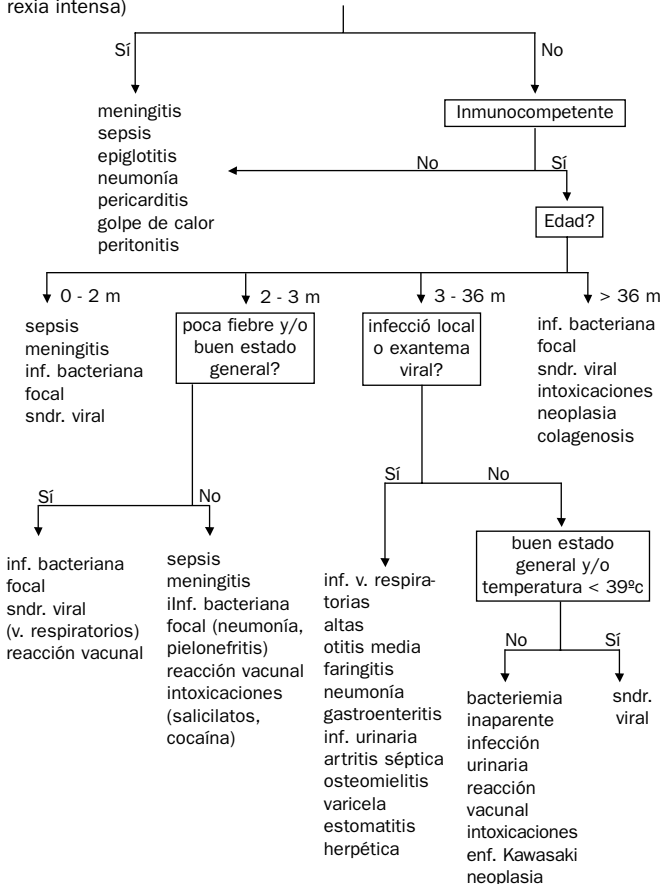 rexia intensa)
Sí
No
meningitis
sepsis
epiglotitis
neumonía
pericarditis
golpe de calor
peritonitis
Inmunocompetente
No
Sí
Edad?
0 - 2 m
2 - 3 m
3 - 36 m
> 36 m
sepsis
meningitis
inf. bacteriana
focal
sndr. viral
poca fiebre y/o
buen estado
general?
infecció local
o exantema
viral?
inf. bacteriana
focal
sndr. viral
intoxicaciones
neoplasia
colagenosis
Sí
No
inf. bacteriana
focal
sndr. viral
(v. respiratorios)
reacción vacunal
sepsis
meningitis
iInf. bacteriana
focal (neumonía,
pielonefritis)
reacción vacunal
intoxicaciones
(salicilatos,
cocaína)
Sí
No
inf. v. respira-
torias
altas
otitis media
faringitis
neumonía
gastroenteritis
inf. urinaria
artritis séptica
osteomielitis
varicela
estomatitis
herpética
buen estado
general y/o
temperatura < 39ºc
No
Sí
bacteriemia
inaparente
infección
urinaria
reacción
vacunal
intoxicaciones
enf. Kawasaki
neoplasia
sndr.
viral